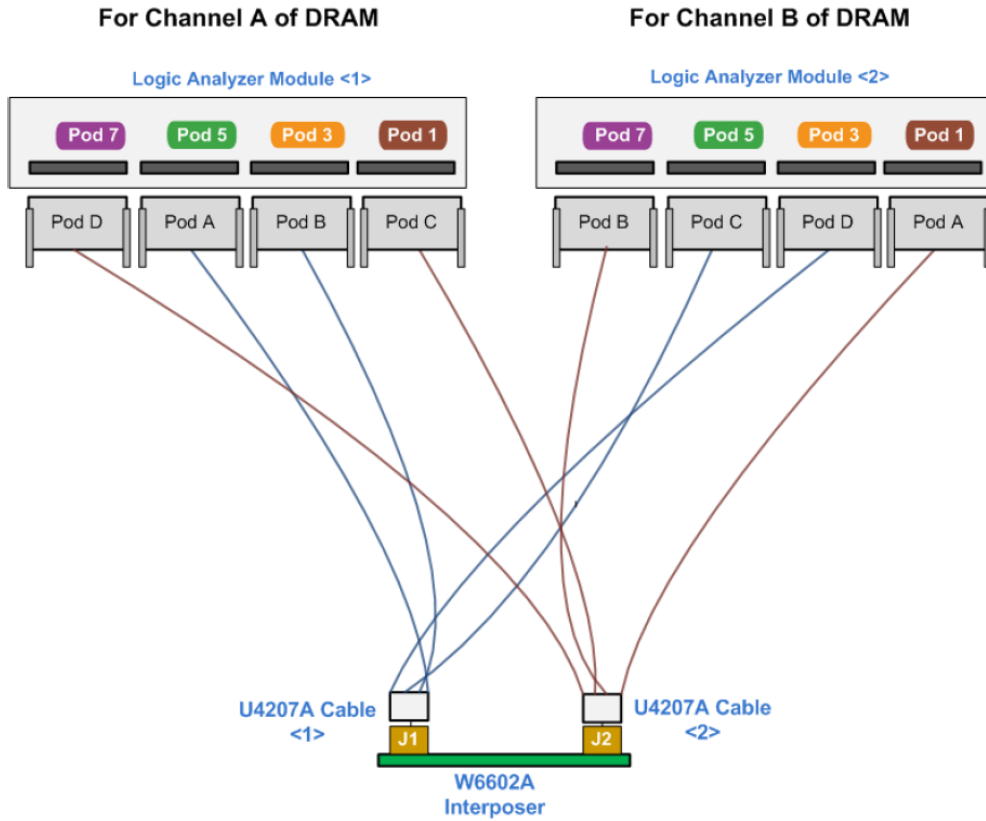 For Channel A of DRAM
For Channel B of DRAM
Logic Analyzer Module <1>
Logic Analyzer Module <2>
Pod 7 Pod 5 Pod 3 Pod 1
Pod 7 Pod 5 Pod 3 Pod 1
Pod D Pod A Pod B Pod C
Pod B Pod C Pod D Pod A
U4207A Cable
<1>
U4207A Cable
<2>
J1
J2
W6602A
Interposer